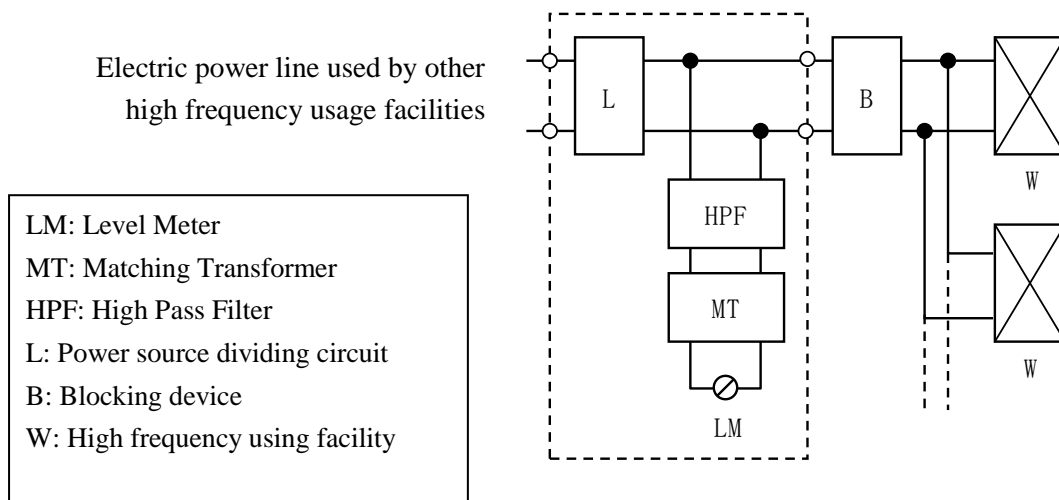 Electric power line used by other
high frequency usage facilities
L
B
W
HPF
MT
W
LM
LM: Level Meter
MT: Matching Transformer
HPF: High Pass Filter
L: Power source dividing circuit
B: Blocking device
W: High frequency using facility